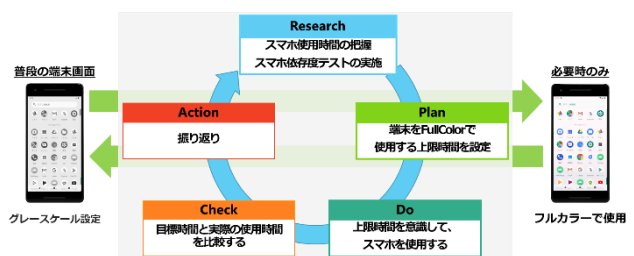 Research
スマホ使用時間の把握
スマホ依存度テストの実施
普段の端末画面
必要時のみ
Action
振り返り
Plan
端末をFullColorで
使用する上限時間を設定
Check
目標時間と実際の使用時間
を比較する
Do
上限時間を意識して、
スマホを使用する
グレースケール設定
フルカラーで使用